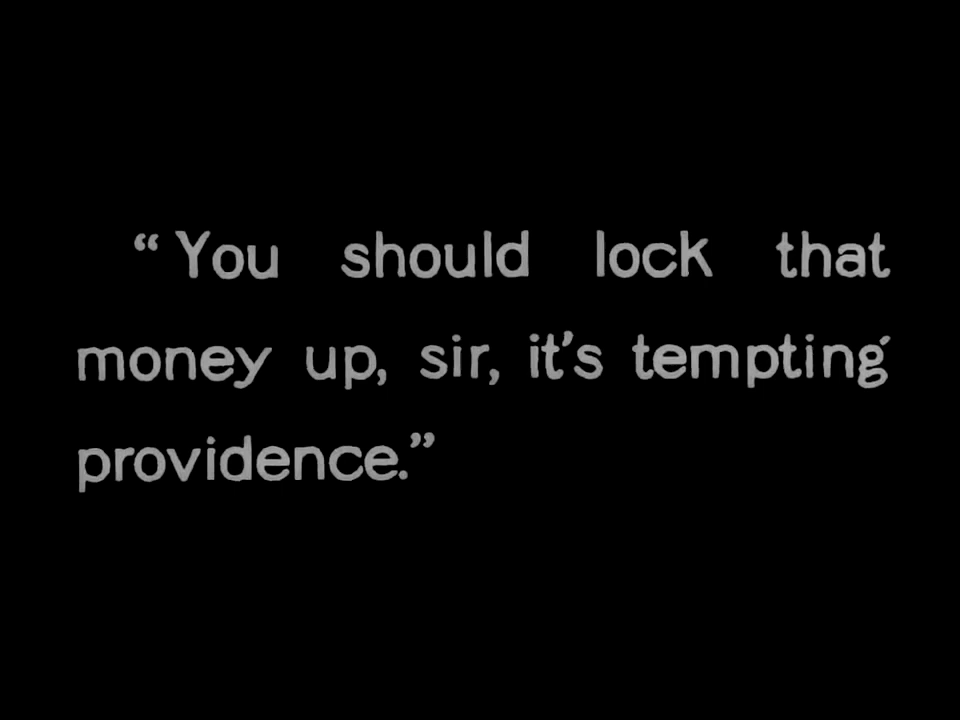 “You should lock that
money up, sir, it’s tempting
providence.”